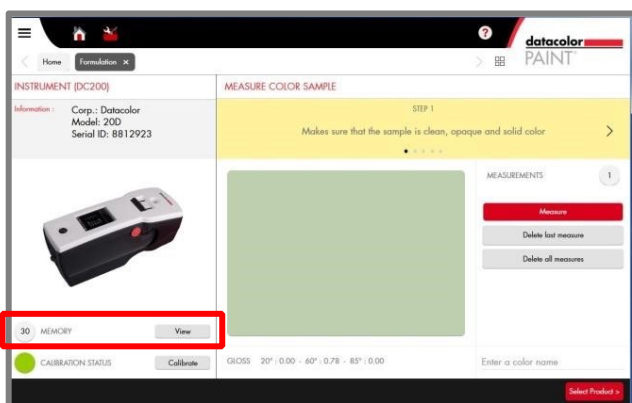 ?
datacolor
PAINT
Home
Formulation ×
INSTRUMENT (DC200)
MEASURE COLOR SAMPLE
Information :
Corp.: Datacolor
Model: 20D
Serial ID: 8812923
STEP 1
Makes sure that the sample is clean, opaque and solid color
MEASUREMENTS 1
Measure
Delete last measure
Delete all measures
30 MEMORY View
CALIBRATION STATUS Calibrate
GLOSS 20° : 0.00 - 60° : 0.78 - 85° : 0.00
Enter a color name
Select Product >